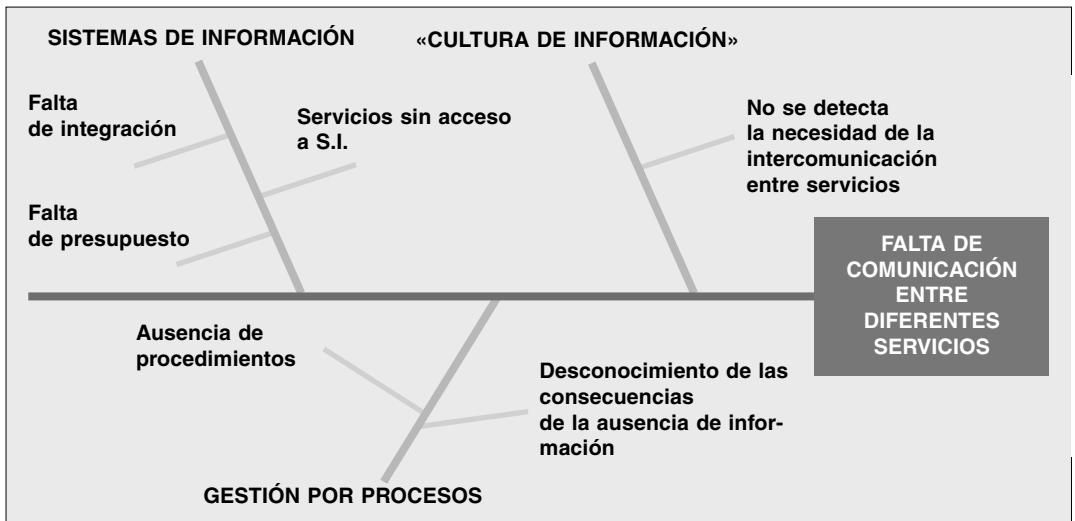 SISTEMAS DE INFORMACIÓN
«CULTURA DE INFORMACIÓN»
Falta
de integración
Servicios sin acceso
a S.I.
No se detecta
la necesidad de la
intercomunicación
entre servicios
Falta
de presupuesto
FALTA DE
COMUNICACIÓN
ENTRE
DIFERENTES
SERVICIOS
Ausencia de
procedimientos
Desconocimiento de las
consecuencias
de la ausencia de infor-
mación
GESTIÓN POR PROCESOS